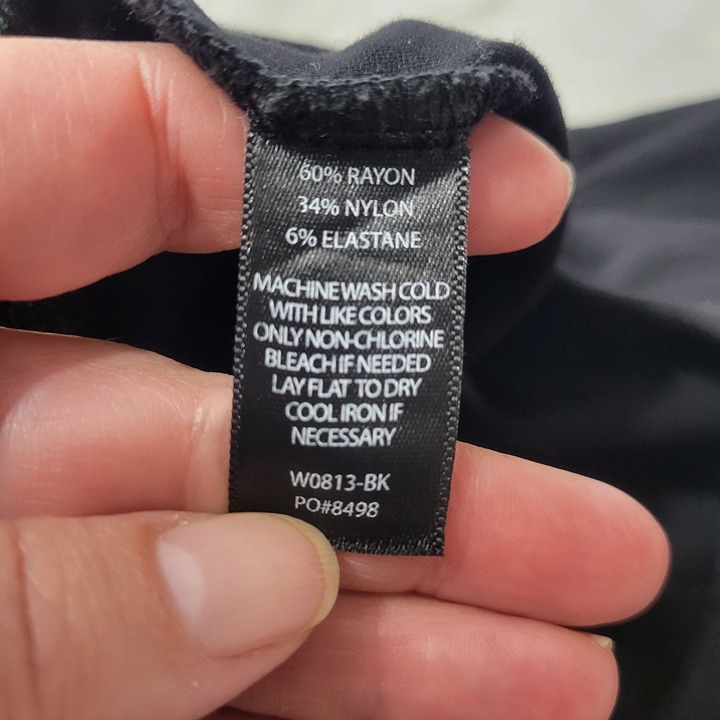 60% RAYON
34% NYLON
6% ELASTANE
MACHINE WASH COLD
WITH LIKE COLORS
ONLY NON-CHLORINE
BLEACH IF NEEDED
LAY FLAT TO DRY
COOL IRON IF
NECESSARY
W0813-BK
PO#8498